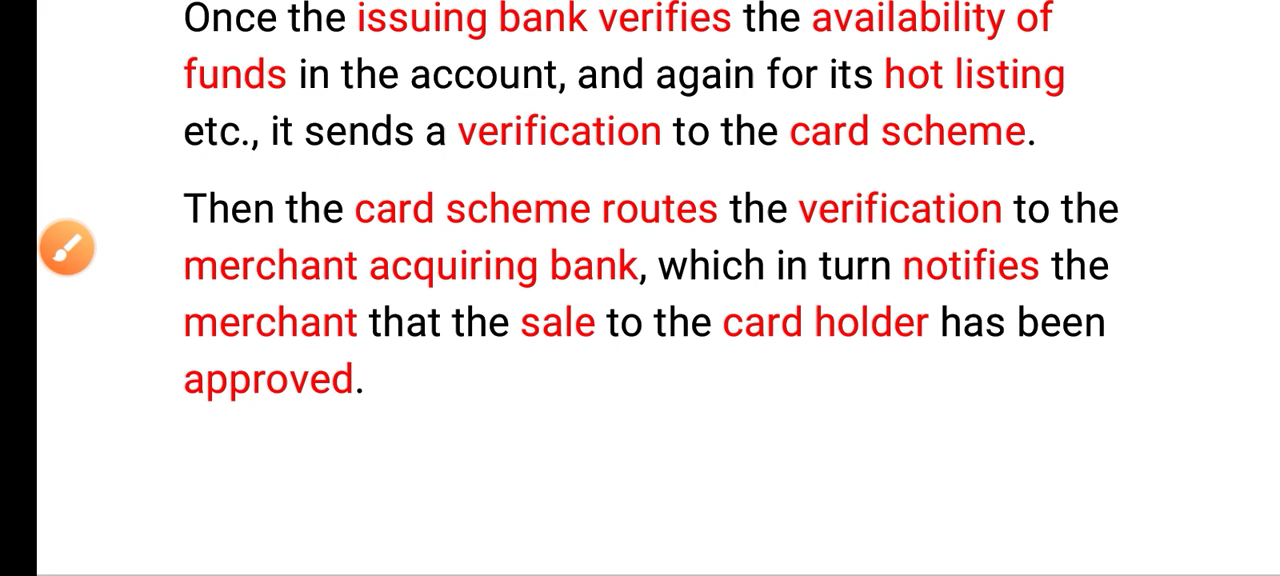 Once the issuing bank verifies the availability of
funds in the account, and again for its hot listing
etc., it sends a verification to the card scheme.
Then the card scheme routes the verification to the
merchant acquiring bank, which in turn notifies the
merchant that the sale to the card holder has been
approved.